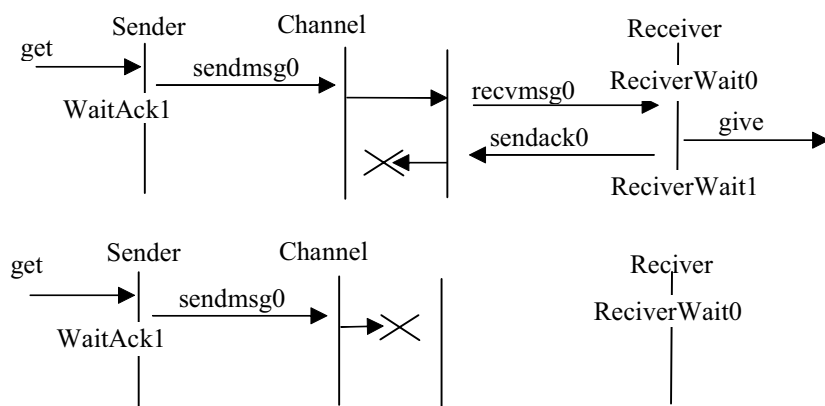 Sender Channel Receiver
get
sendmsg0
ReciverWait0
WaitAck1
recvmsg0
give
sendack0
ReciverWait1
Sender Channel Reciver
get
sendmsg0
ReciverWait0
WaitAck1